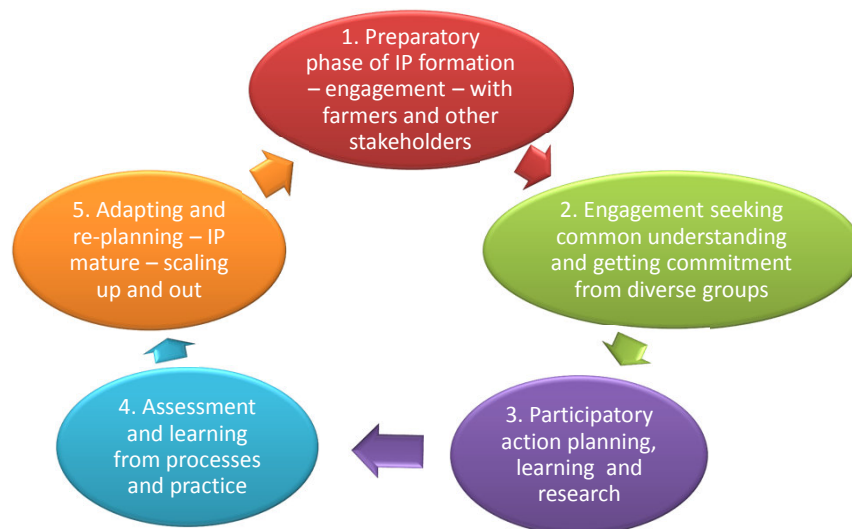 1. Preparatory
phase of IP formation
– engagement – with
farmers and other
stakeholders
2. Engagement seeking
common understanding
and getting commitment
from diverse groups
3. Participatory
action planning,
learning and
research
4. Assessment
and learning
from processes
and practice
5. Adapting and
re-planning – IP
mature – scaling
up and out